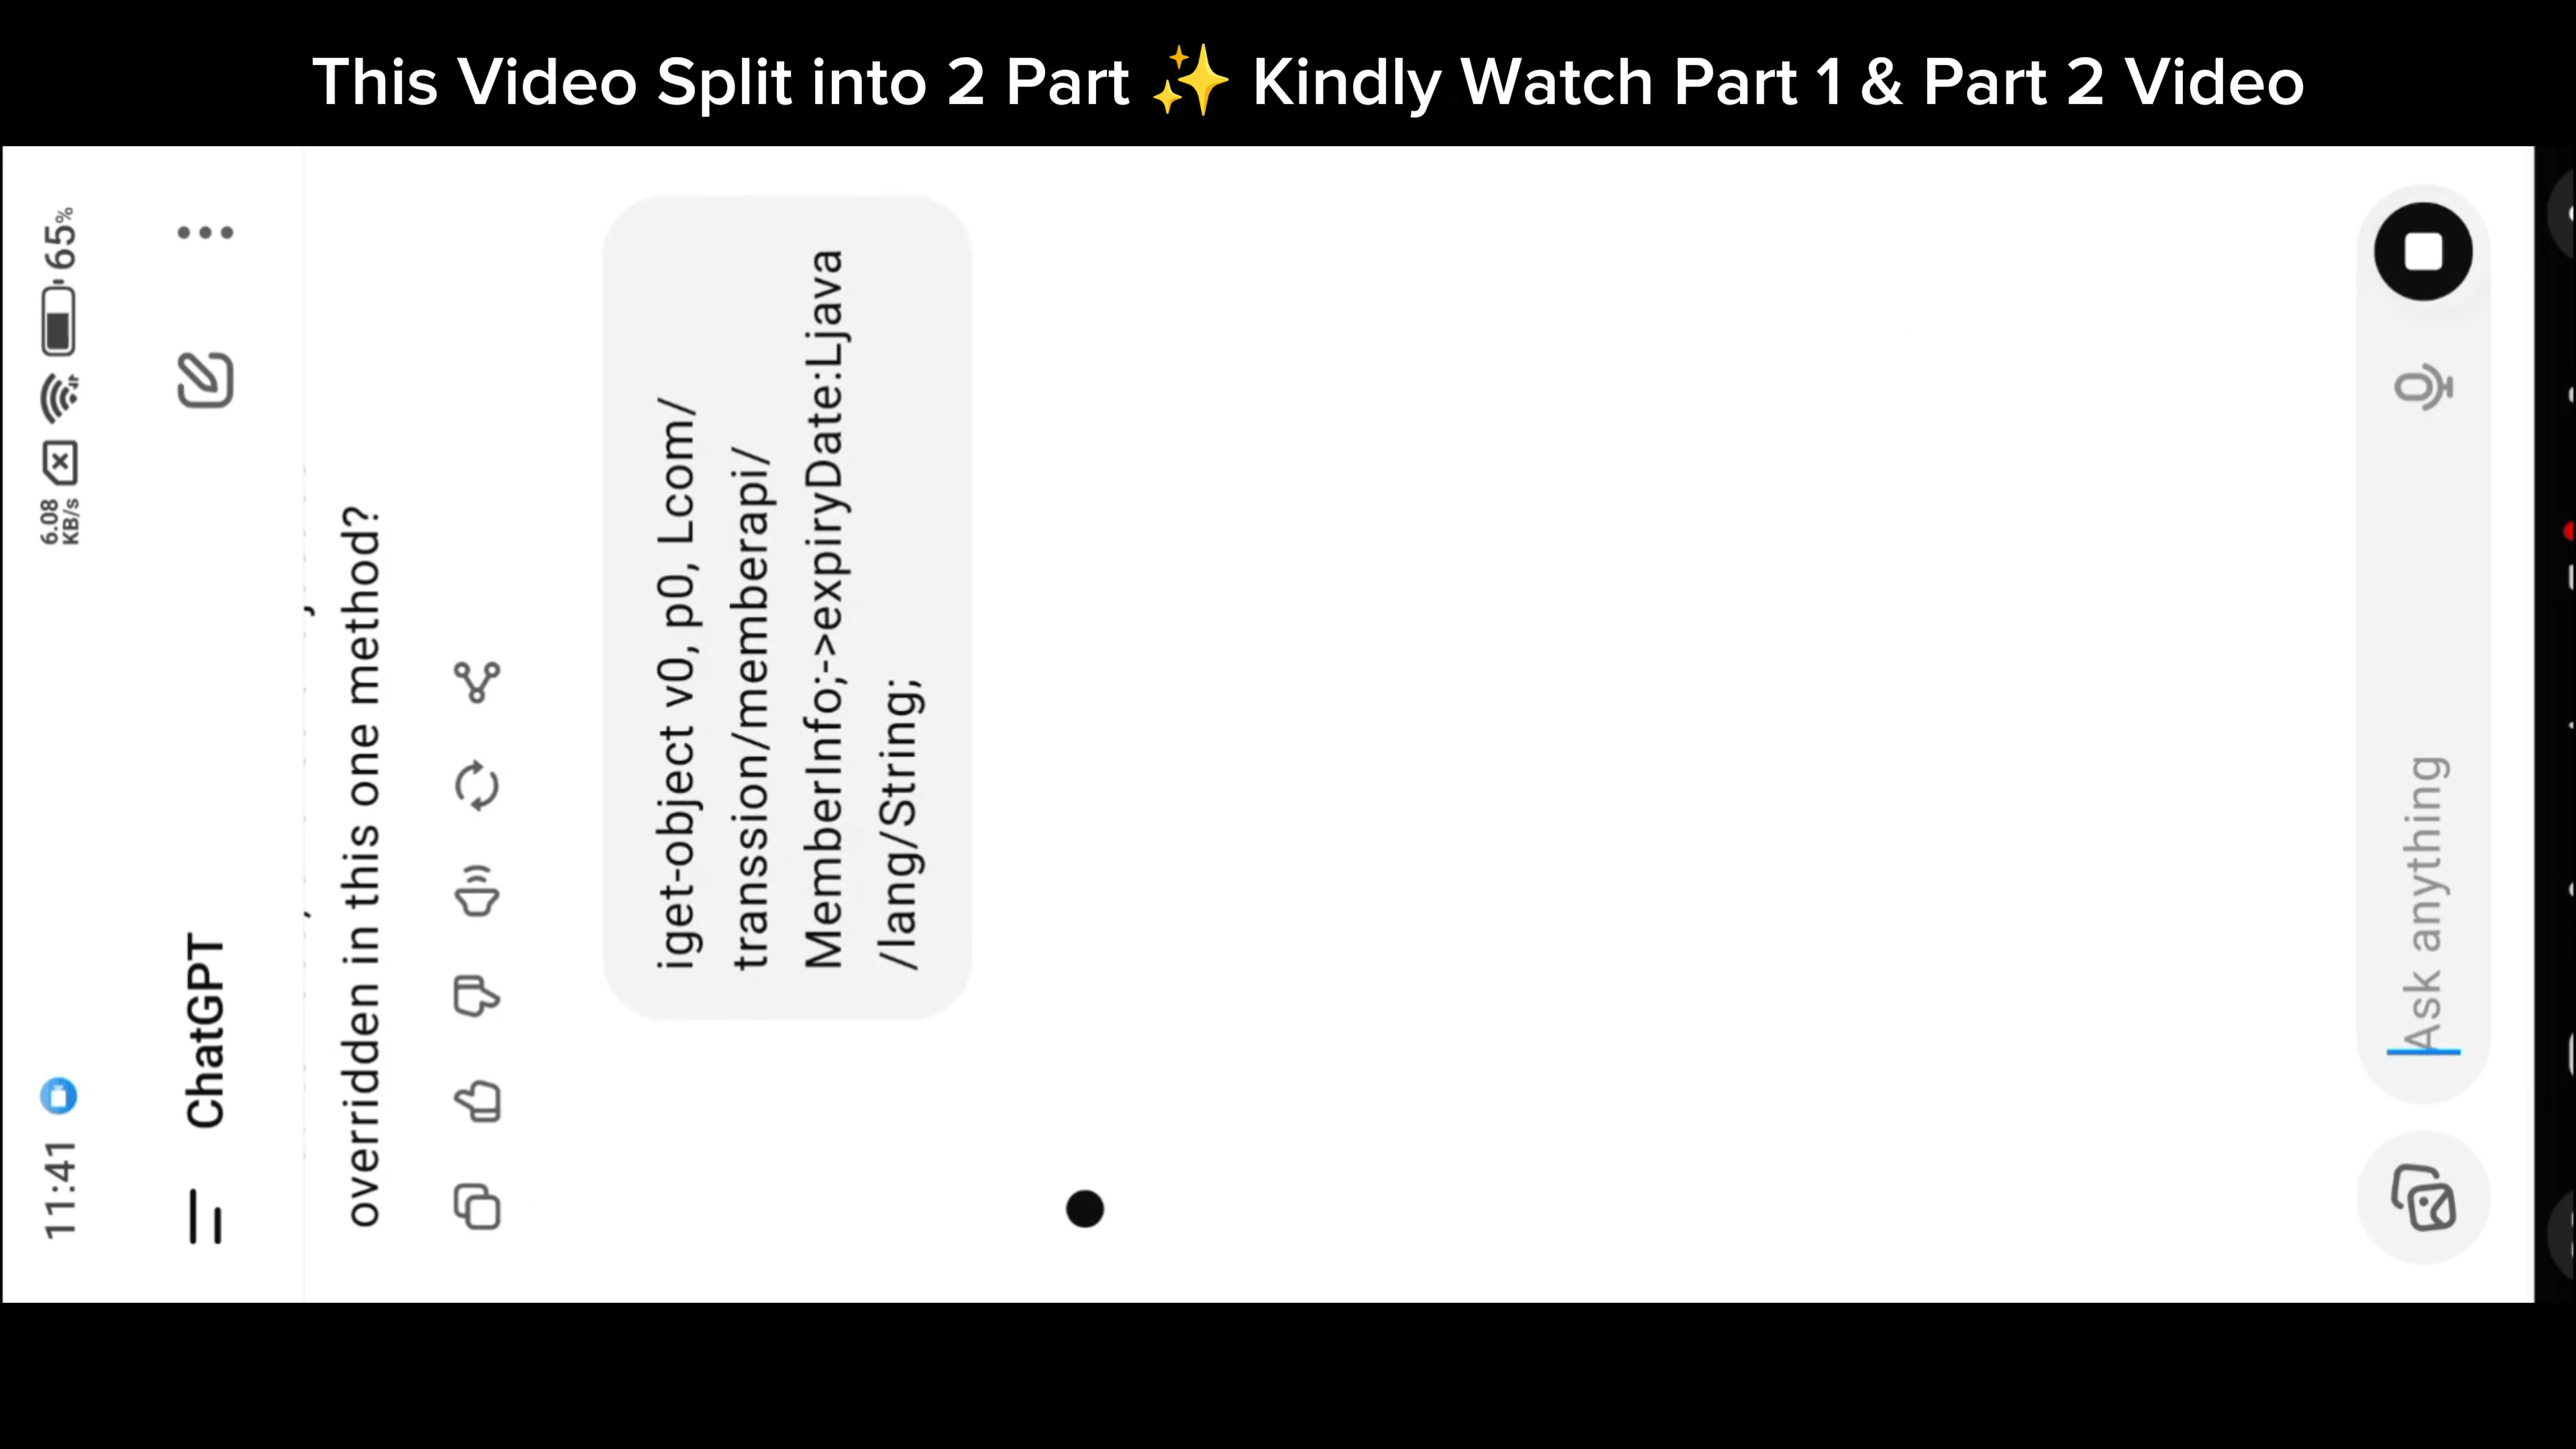 This Video Split into 2 Part ✨ Kindly Watch Part 1 & Part 2 Video
11:41
6.08 KB/s
65%
ChatGPT
overridden in this one method?
iget-object v0, p0, Lcom/
transsion/memberapi/
MemberInfo;->expiryDate:Ljava
/lang/String;
Ask anything